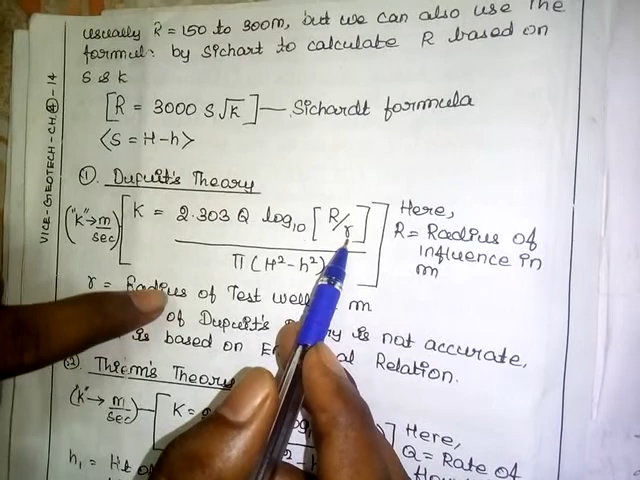 usually R = 150 to 300m, but we can also use the
formula by Sichart to calculate R based on
S & K
[R = 3000 S√K] — Sichardt formula
<S = H-h>
VICE-GEOTECH-CH④-14
①. Dupuit's Theory
("K"→ m/sec) [K = 2.303 Q log10 [R/r] / π(H²-h²)] Here,
R = Radius of
influence in
m
r = Radius of Test well m
of Dupuit's is not accurate,
is based on Relation.
②. Thiem's Theory
("K"→ m/sec) [K = Here,
Q = Rate of
h₁ = Ht of